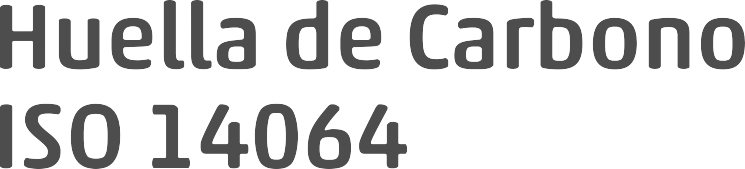 Huella de Carbono
ISO 14064